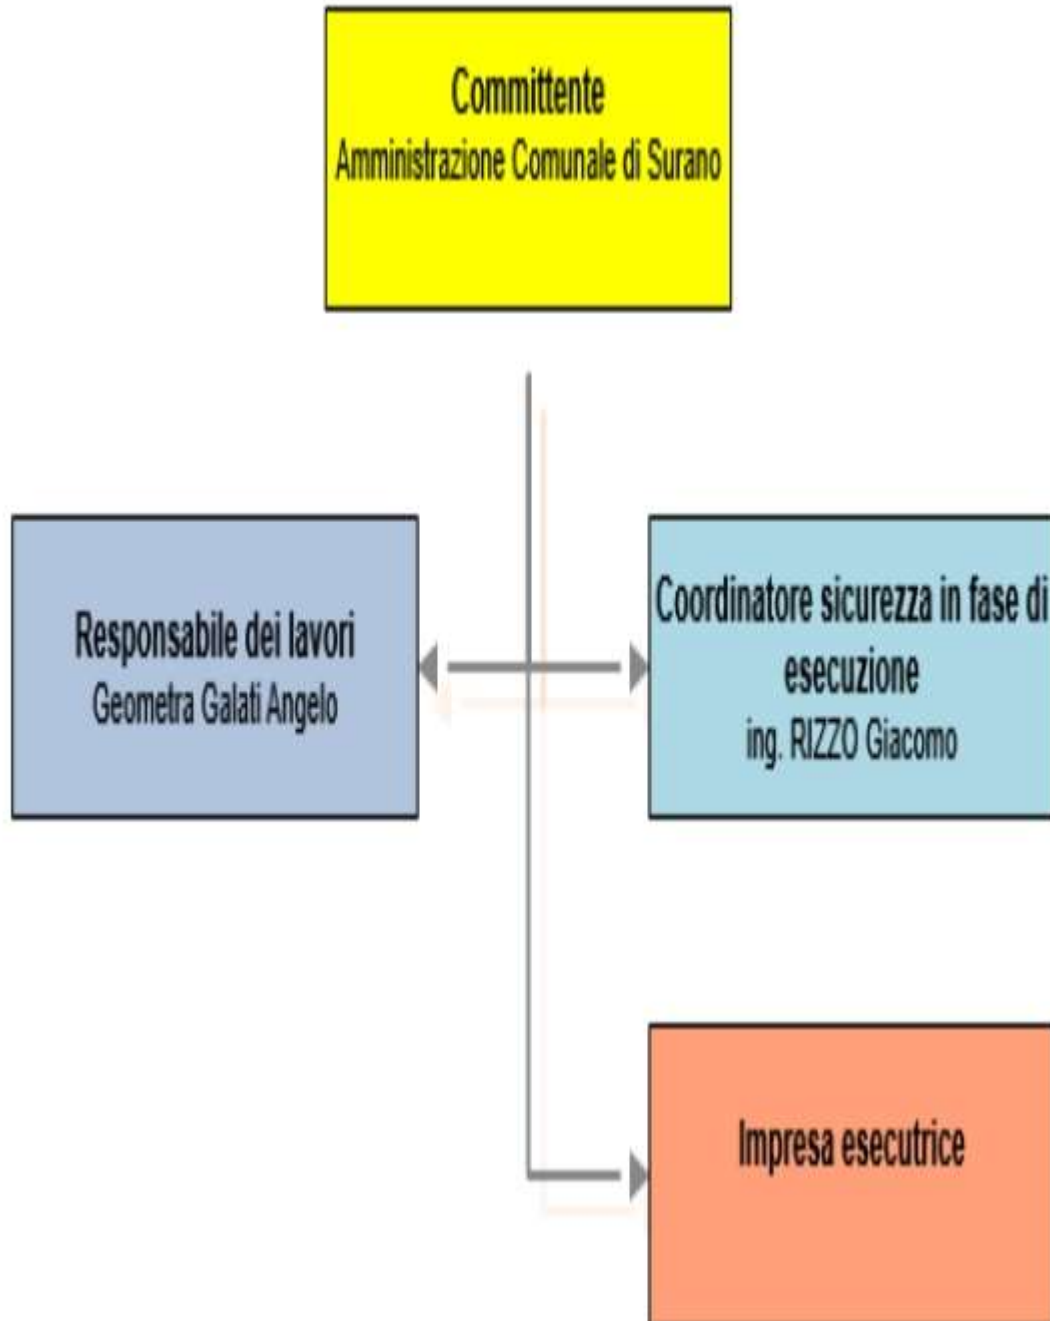 Committente
Amministrazione Comunale di Surano
Responsabile dei lavori
Geometra Galati Angelo
Coordinatore sicurezza in fase di
esecuzione
ing. RIZZO Giacomo
Impresa esecutrice